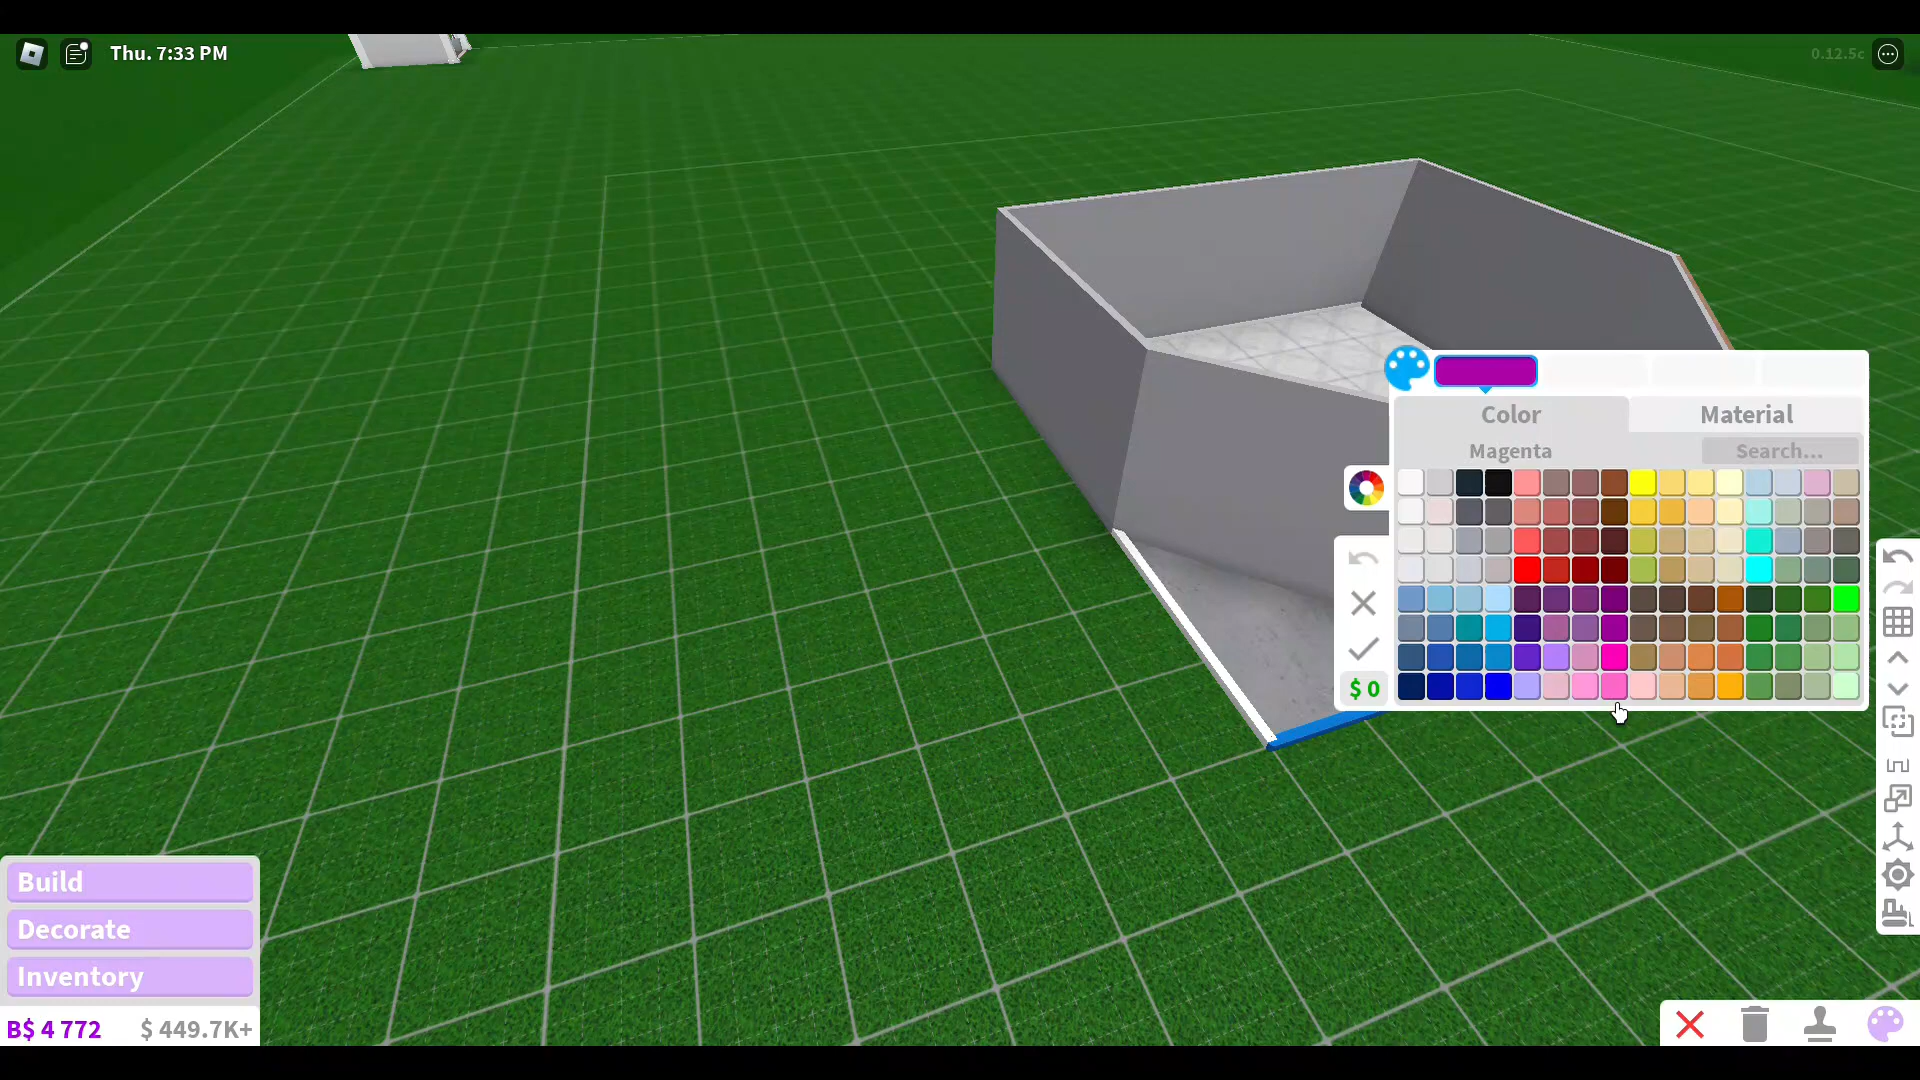 Thu. 7:33 PM
0.12.5c
Color
Material
Magenta
Search...
$ 0
Build
Decorate
Inventory
B$ 4 772
$ 449.7K+